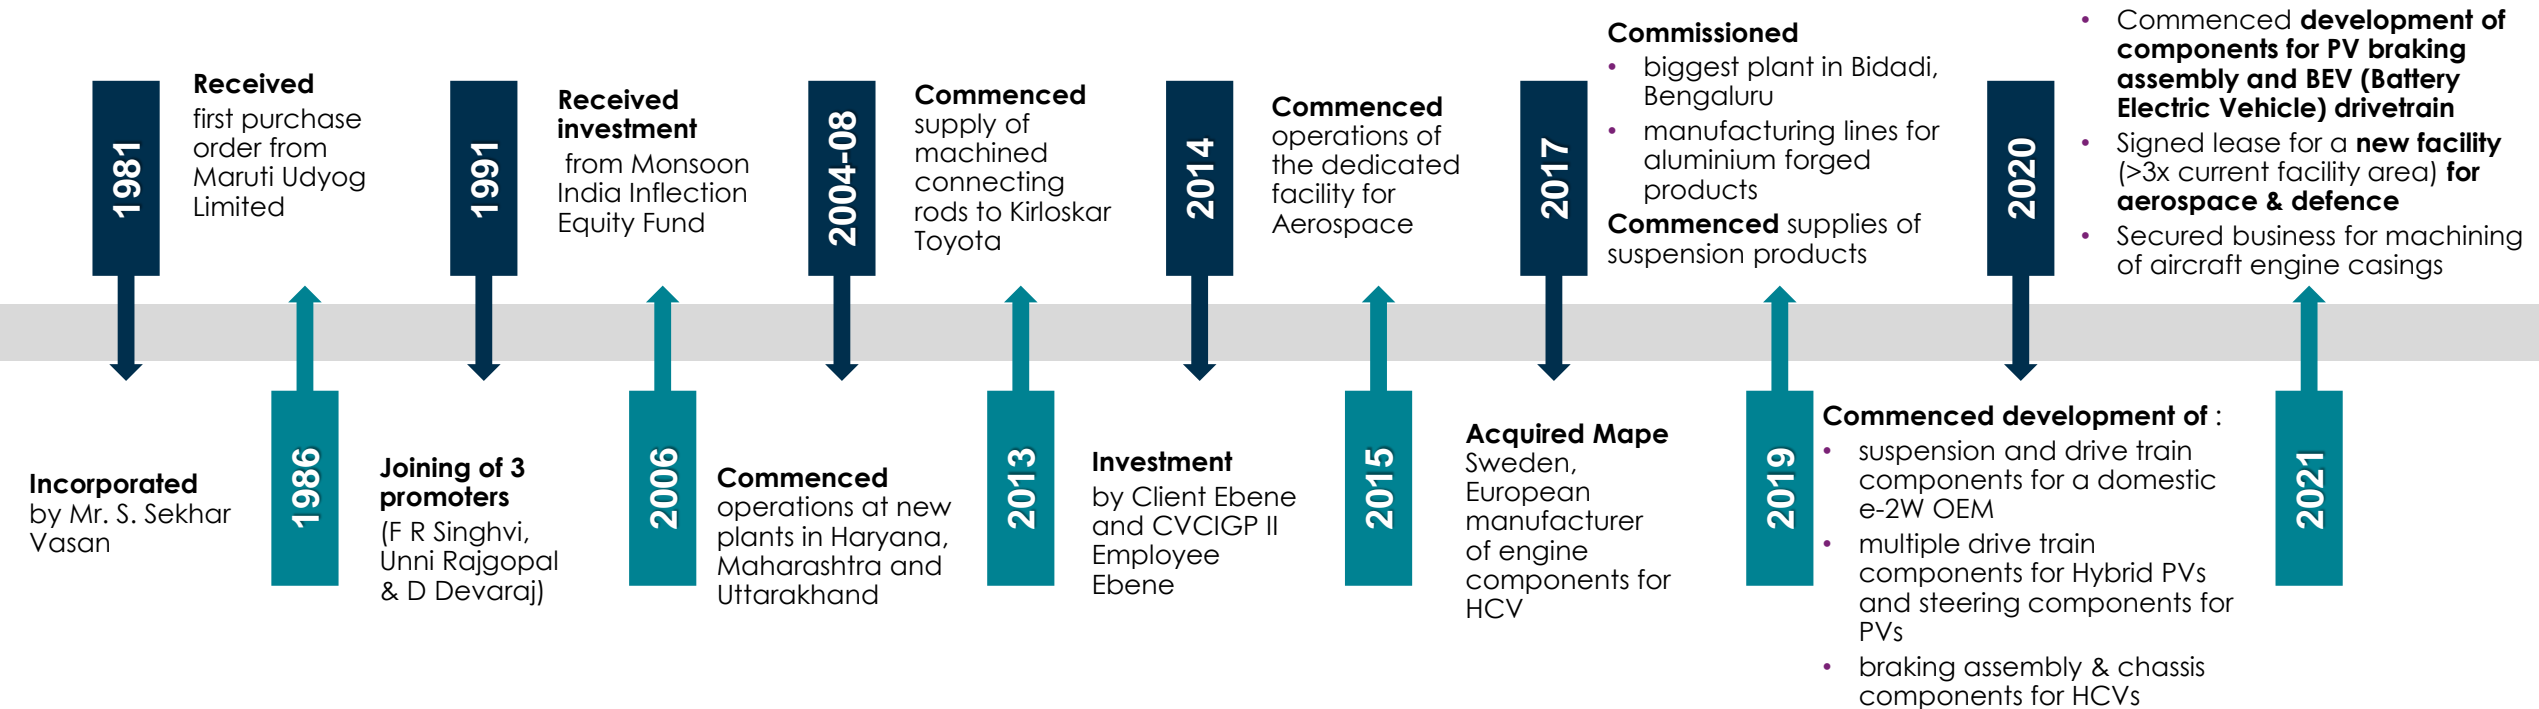 1981
Incorporated
by Mr. S. Sekhar
Vasan
Received
first purchase
order from
Maruti Udyog
Limited
1986
1991
Joining of 3
promoters
(F R Singhvi,
Unni Rajgopal
& D Devaraj)
Received
investment
from Monsoon
India Inflection
Equity Fund
2006
2004-08
Commenced
operations at new
plants in Haryana,
Maharashtra and
Uttarakhand
Commenced
supply of
machined
connecting
rods to Kirloskar
Toyota
2013
2014
Investment
by Client Ebene
and CVCIGP II
Employee
Ebene
Commenced
operations of
the dedicated
facility for
Aerospace
2015
2017
Acquired Mape
Sweden,
European
manufacturer
of engine
components for
HCV
Commissioned
• biggest plant in Bidadi,
Bengaluru
• manufacturing lines for
aluminium forged
products
Commenced supplies of
suspension products
2019
2020
Commenced development of :
• suspension and drive train
components for a domestic
e-2W OEM
• multiple drive train
components for Hybrid PVs
and steering components for
PVs
• braking assembly & chassis
components for HCVs
• Commenced development of
components for PV braking
assembly and BEV (Battery
Electric Vehicle) drivetrain
• Signed lease for a new facility
(>3x current facility area) for
aerospace & defence
• Secured business for machining
of aircraft engine casings
2021